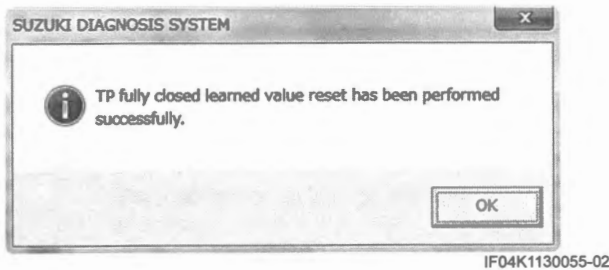 SUZUKI DIAGNOSIS SYSTEM
x
TP fully closed learned value reset has been performed
successfully.
OK
IF04K1130055-02